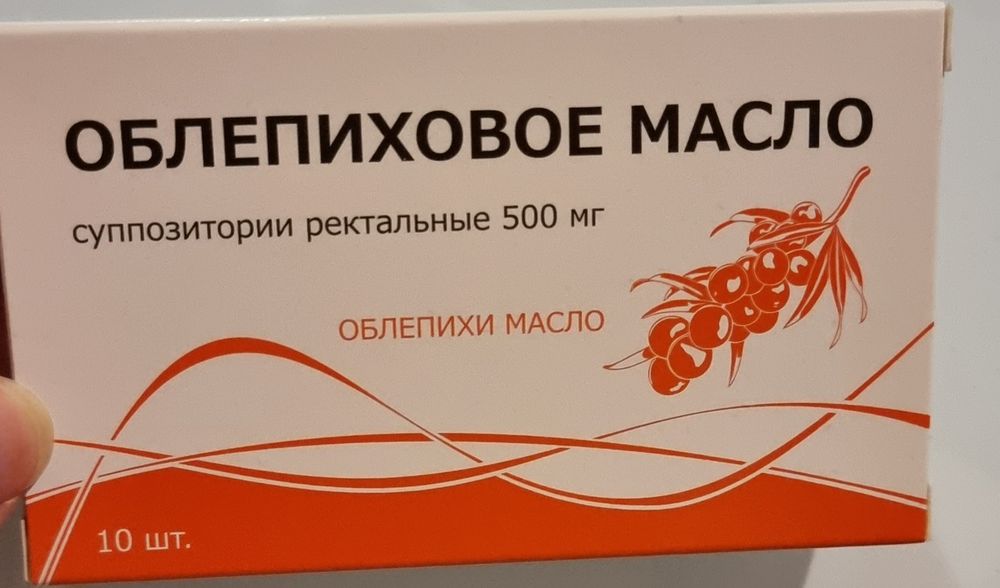 ОБЛЕПИХОВОЕ МАСЛО
суппозитории ректальные 500 мг
ОБЛЕПИХИ МАСЛО
10 шт.